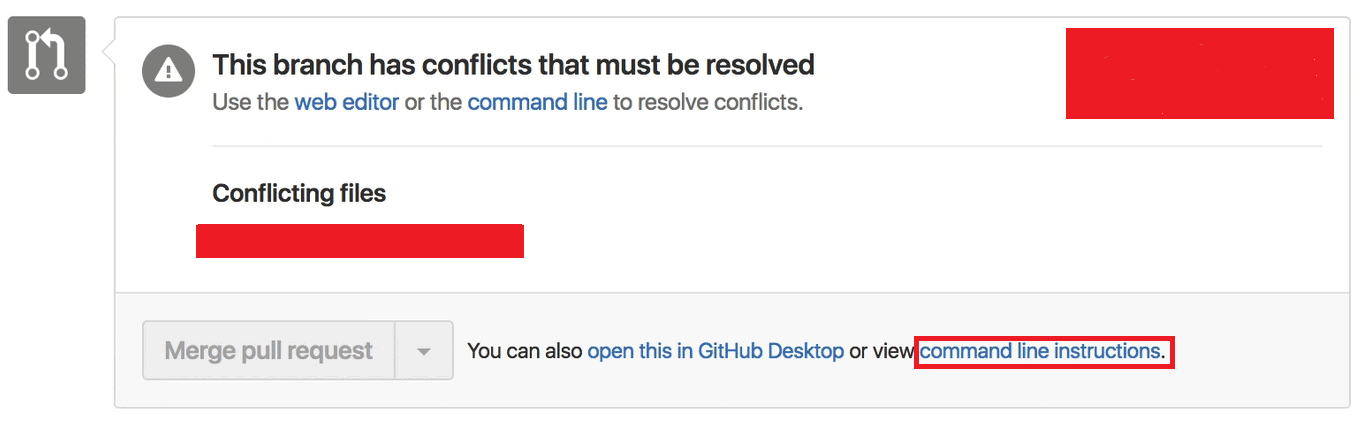 This branch has conflicts that must be resolved
Use the web editor or the command line to resolve conflicts.
Conflicting files
Merge pull request
You can also open this in GitHub Desktop or view command line instructions.